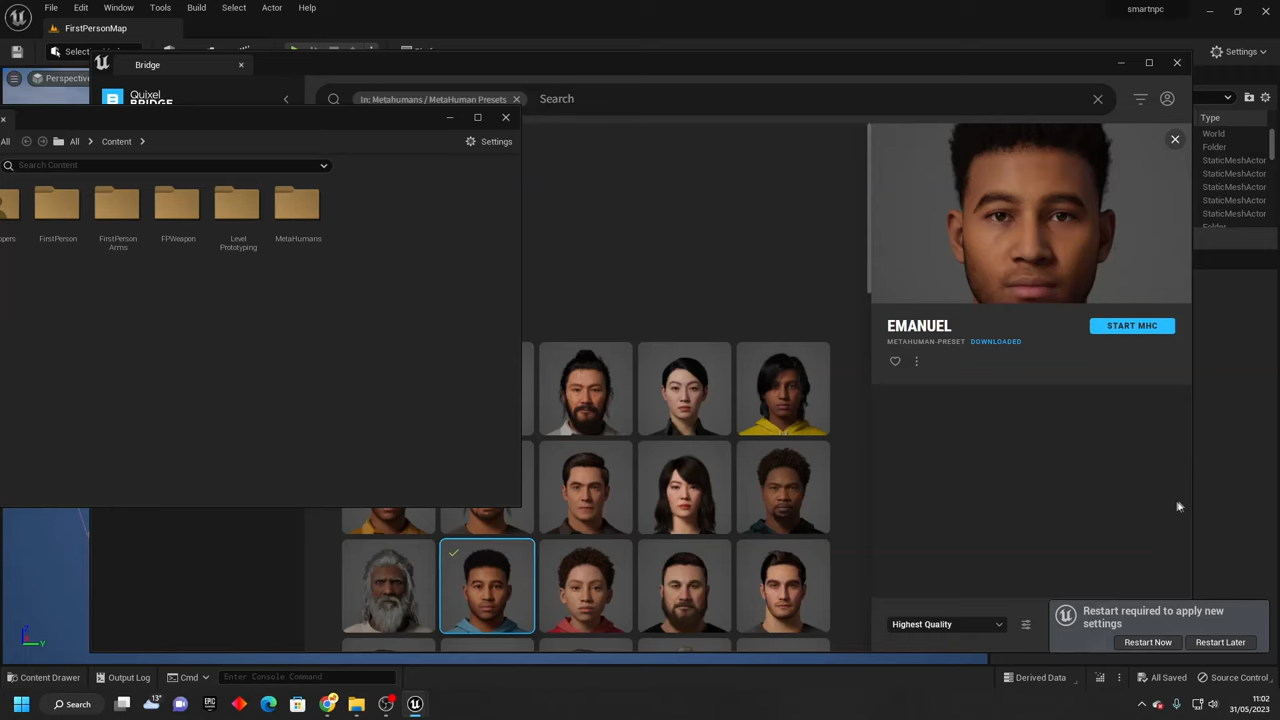 File Edit Window Tools Build Select Actor Help
smartnpc
FirstPersonMap
Settings
Perspective
Bridge
Quixel
BRIDGE
In: Metahumans / MetaHuman Presets
Search
All
All
Content
Settings
Search Content
FirstPerson
FirstPerson
Arms
FPWeapon
Level
Prototyping
MetaHumans
Type
World
Folder
StaticMeshActor
StaticMeshActor
StaticMeshActor
StaticMeshActor
EMANUEL
START MHC
METAHUMAN-PRESET DOWNLOADED
Highest Quality
Restart required to apply new
settings
Restart Now
Restart Later
Content Drawer
Output Log
Cmd
Enter Console Command
Derived Data
All Saved
Source Control
13°
Search
EPIC
11:02
31/05/2023